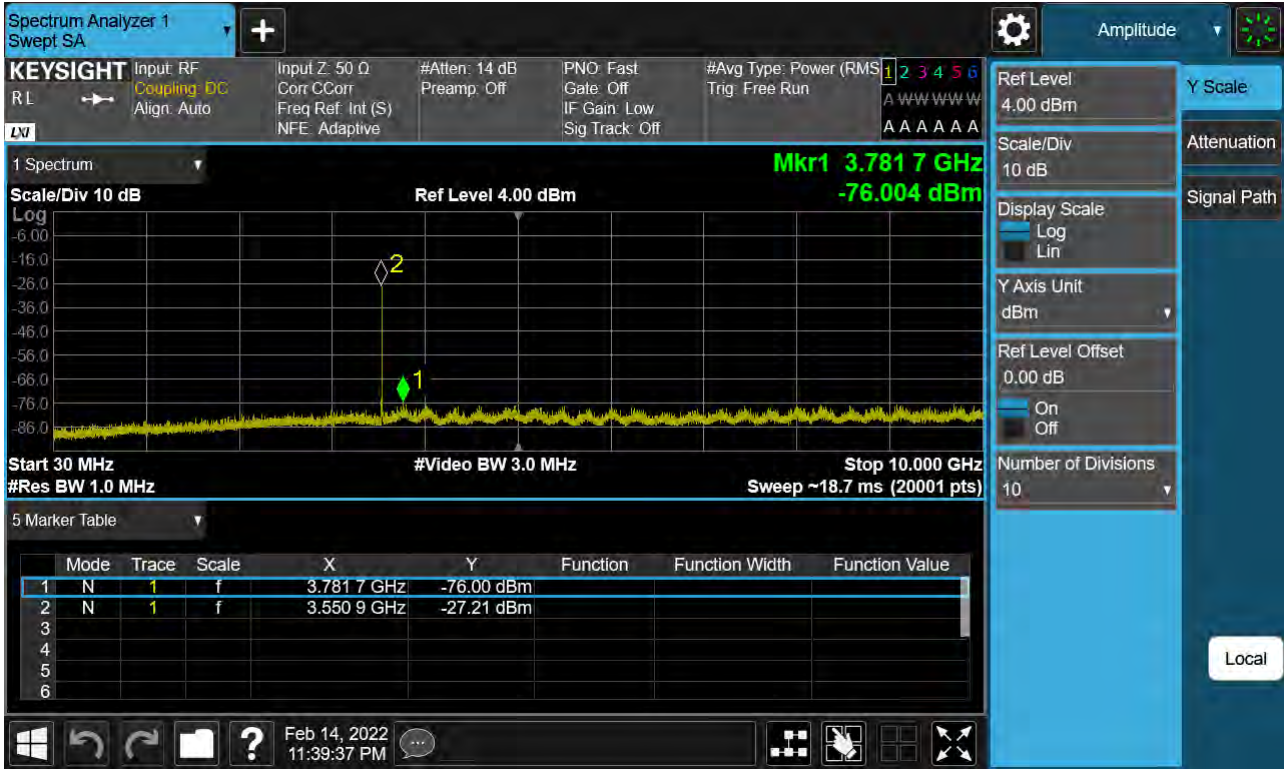 Spectrum Analyzer 1
Swept SA
Amplitude
KEYSIGHT
RL
LXI
Input: RF
Coupling: DC
Align: Auto
Input Z: 50 Ω
Corr CCorr
Freq Ref: Int (S)
NFE: Adaptive
#Atten: 14 dB
Preamp: Off
PNO: Fast
Gate: Off
IF Gain: Low
Sig Track: Off
#Avg Type: Power (RMS
Trig: Free Run
1 2 3 4 5 6
A W W W W W
A A A A A A
1 Spectrum
Mkr1 3.781 7 GHz
-76.004 dBm
Scale/Div 10 dB
Ref Level 4.00 dBm
Log
-6.00
-16.0
-26.0
-36.0
-46.0
-56.0
-66.0
-76.0
-86.0
2
1
Start 30 MHz
#Video BW 3.0 MHz
Stop 10.000 GHz
#Res BW 1.0 MHz
Sweep ~18.7 ms (20001 pts)
5 Marker Table
Mode Trace Scale X Y Function Function Width Function Value
1 N 1 f 3.781 7 GHz -76.00 dBm
2 N 1 f 3.550 9 GHz -27.21 dBm
3
4
5
6
Feb 14, 2022
11:39:37 PM
Ref Level
4.00 dBm
Scale/Div
10 dB
Display Scale
Log
Lin
Y Axis Unit
dBm
Ref Level Offset
0.00 dB
On
Off
Number of Divisions
10
Y Scale
Attenuation
Signal Path
Local